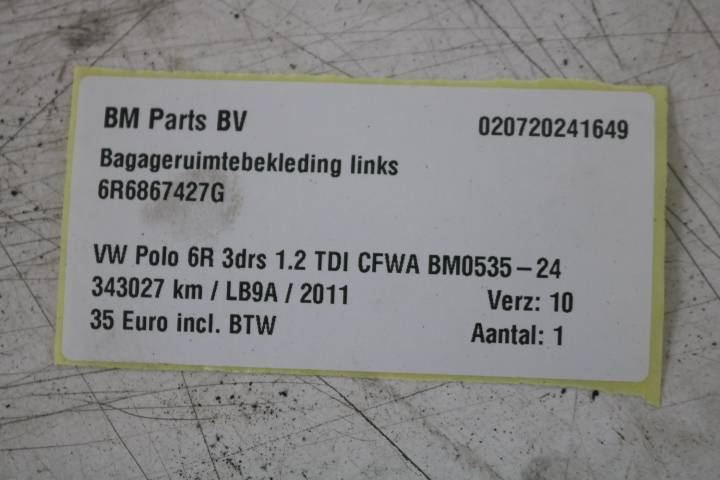 BM Parts BV 020720241649
Bagageruimtebekleding links
6R6867427G
VW Polo 6R 3drs 1.2 TDI CFWA BM0535-24
343027 km / LB9A / 2011 Verz: 10
35 Euro incl. BTW Aantal: 1